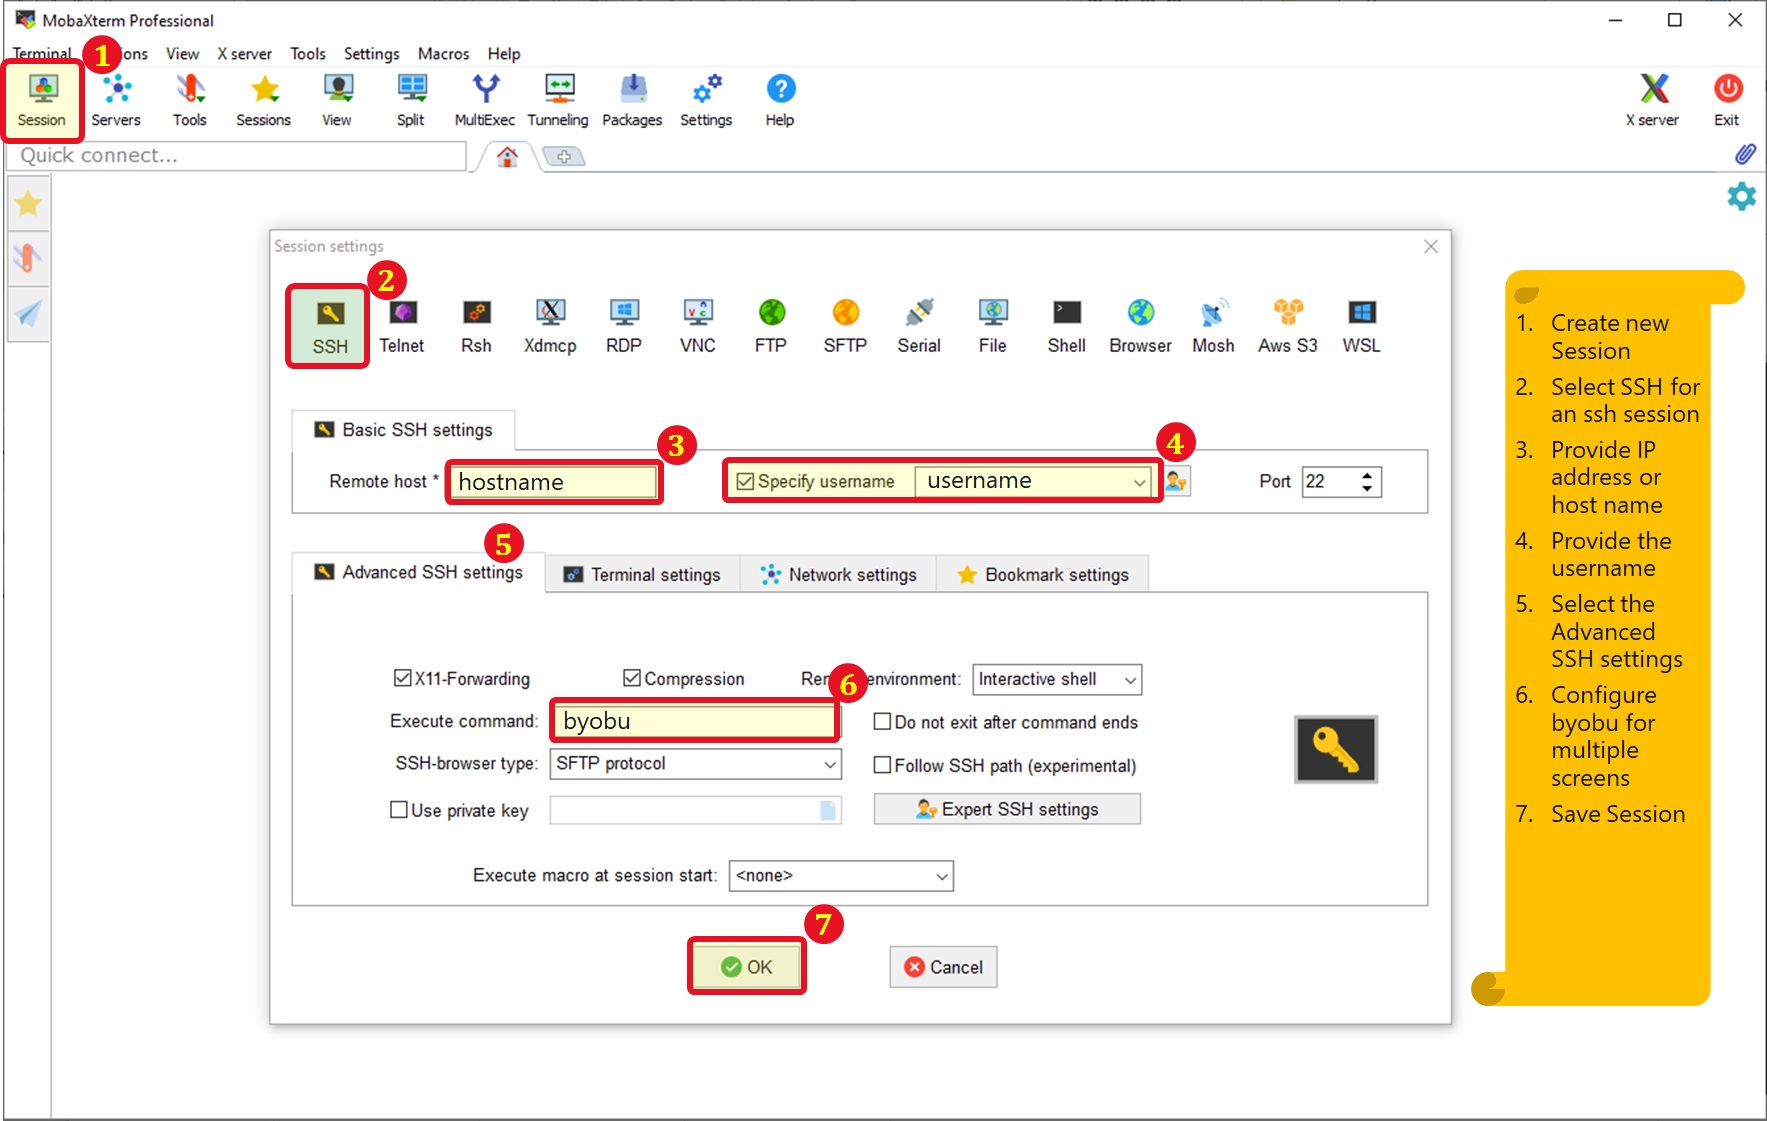 MobaXterm Professional
Terminal View X server Tools Settings Macros Help
1
Session Servers Tools Sessions View Split MultiExec Tunneling Packages Settings Help X server Exit
Quick connect...
Session settings
2
SSH Telnet Rsh Xdmcp RDP VNC FTP SFTP Serial File Shell Browser Mosh Aws S3 WSL
Basic SSH settings
3
4
Remote host * hostname Specify username username Port 22
5
Advanced SSH settings Terminal settings Network settings Bookmark settings
X11-Forwarding Compression environment: Interactive shell
6
Execute command: byobu Do not exit after command ends
SSH-browser type: SFTP protocol Follow SSH path (experimental)
Use private key Expert SSH settings
Execute macro at session start: <none>
7
OK Cancel
1. Create new
Session
2. Select SSH for
an ssh session
3. Provide IP
address or
host name
4. Provide the
username
5. Select the
Advanced
SSH settings
6. Configure
byobu for
multiple
screens
7. Save Session